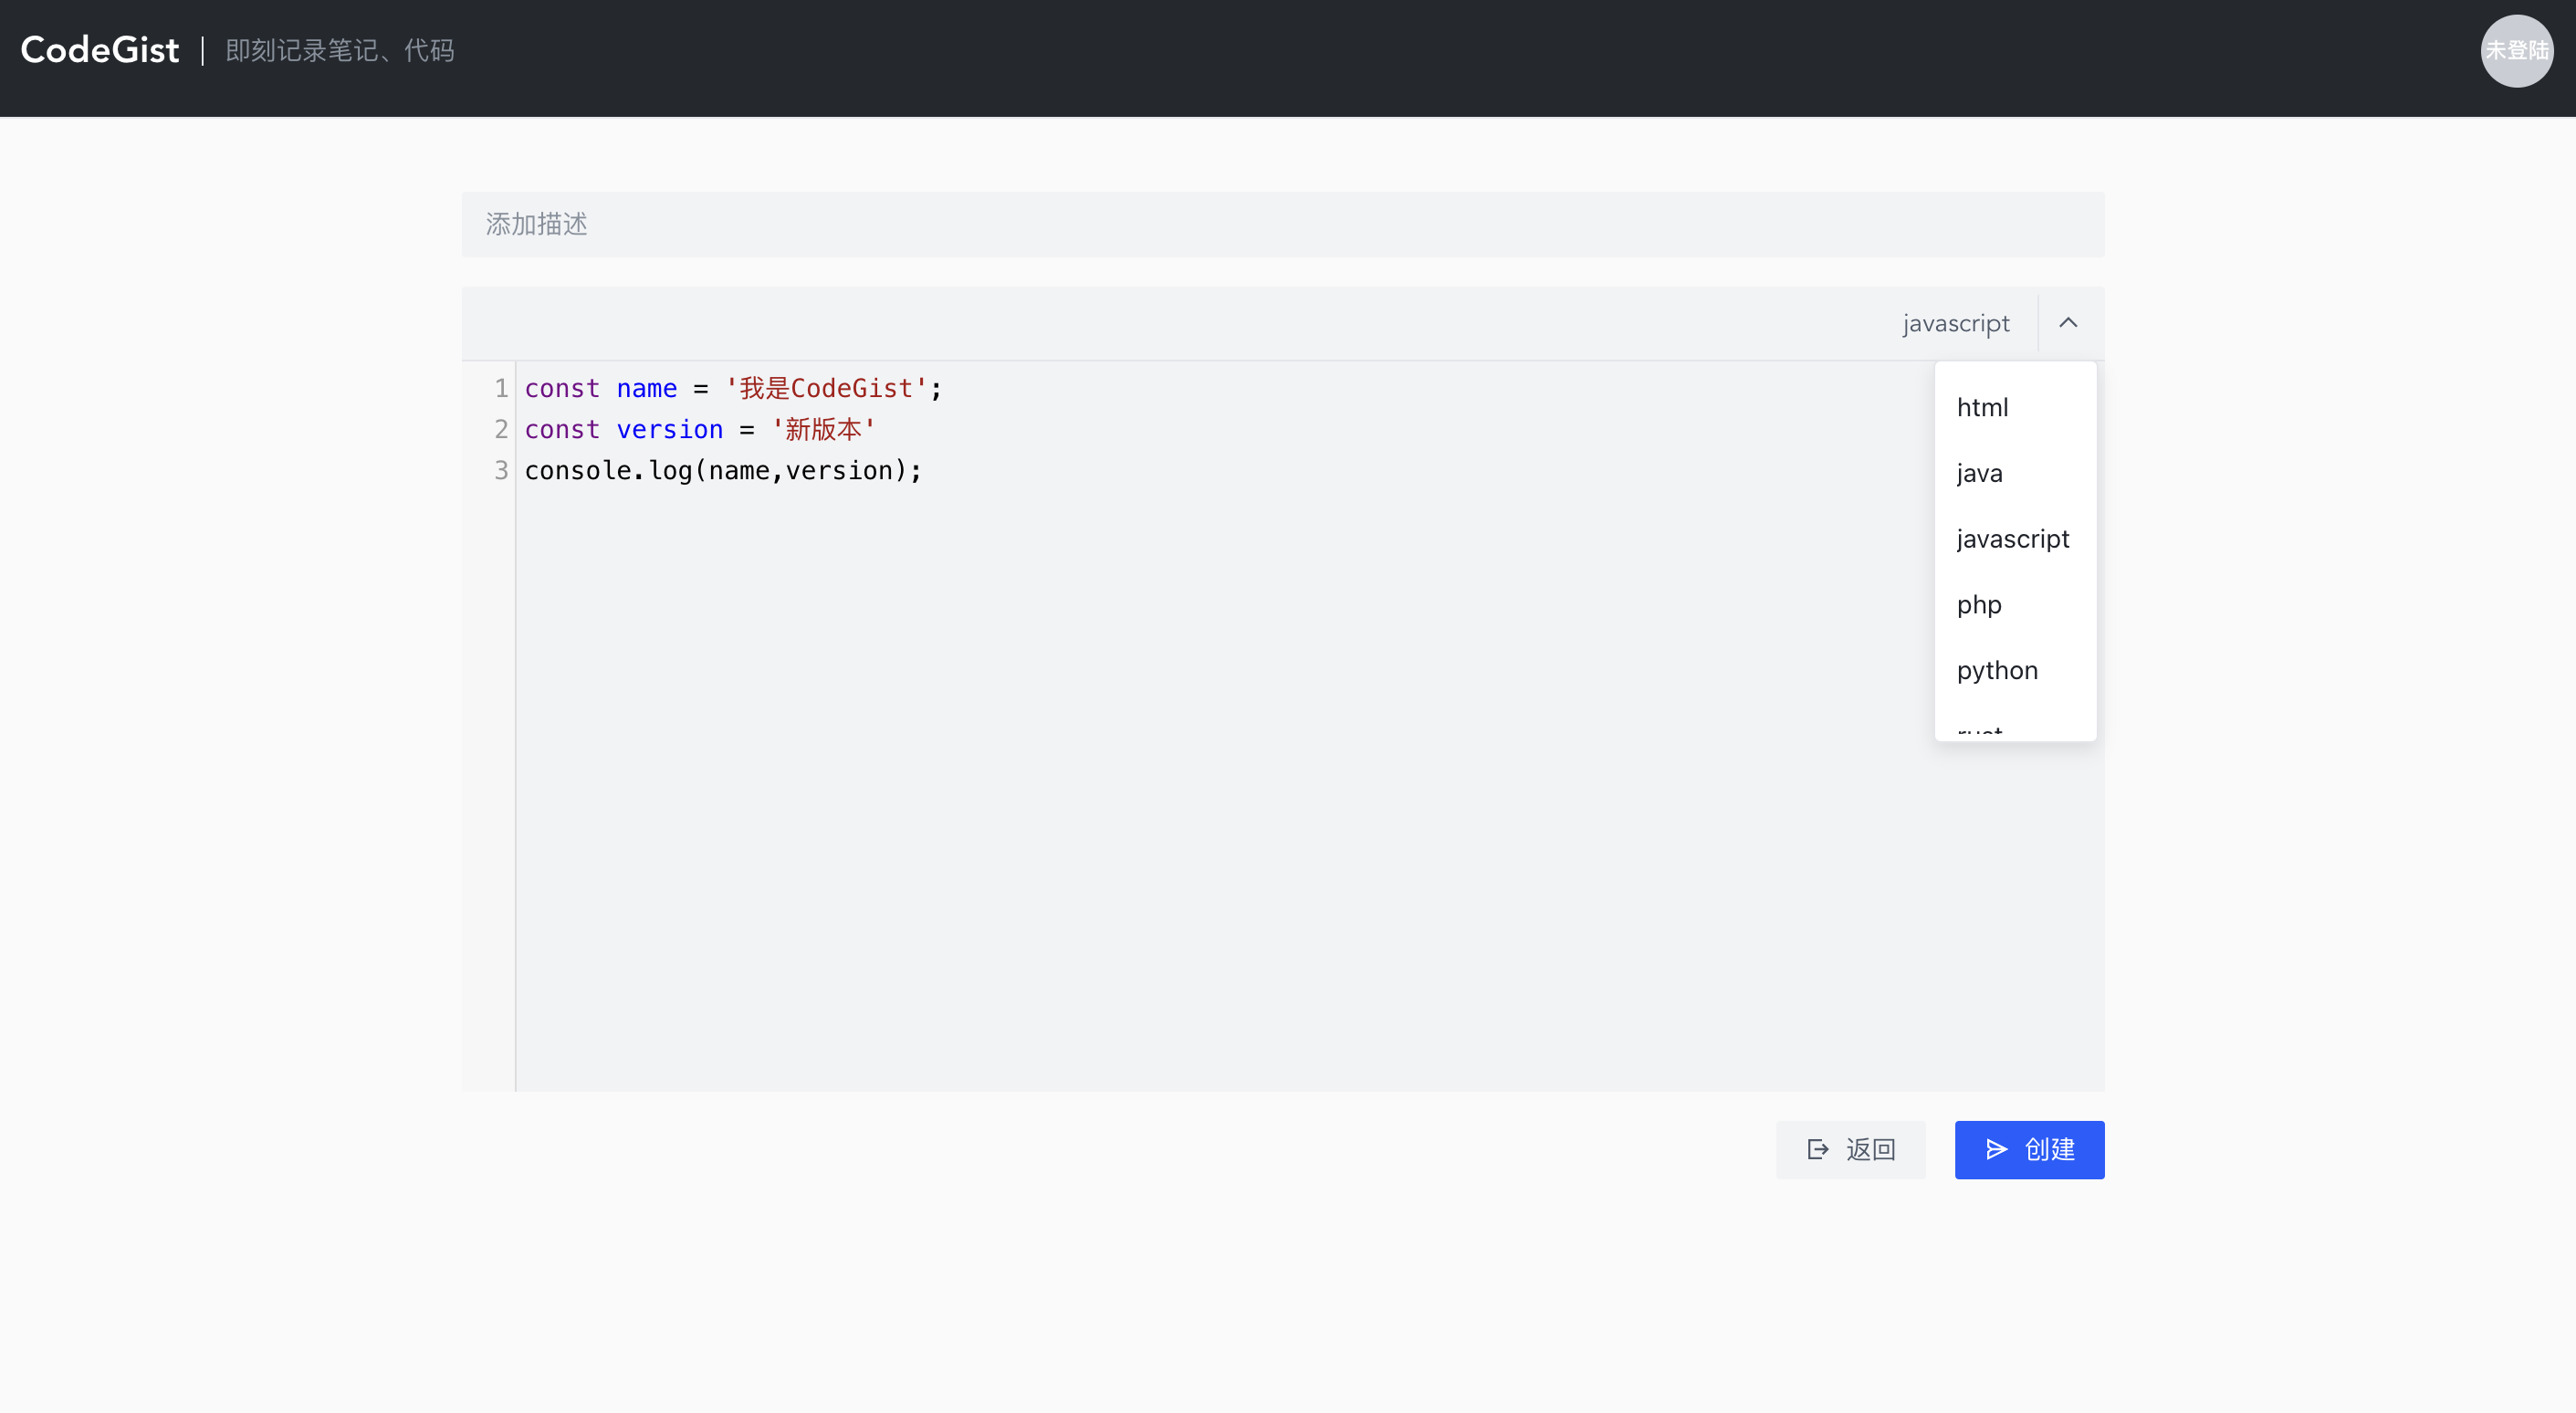 CodeGist | 即刻记录笔记、代码
未登陆
添加描述
javascript
1 const name = '我是CodeGist';
2 const version = '新版本'
3 console.log(name,version);
html
java
javascript
php
python
rust
返回
创建